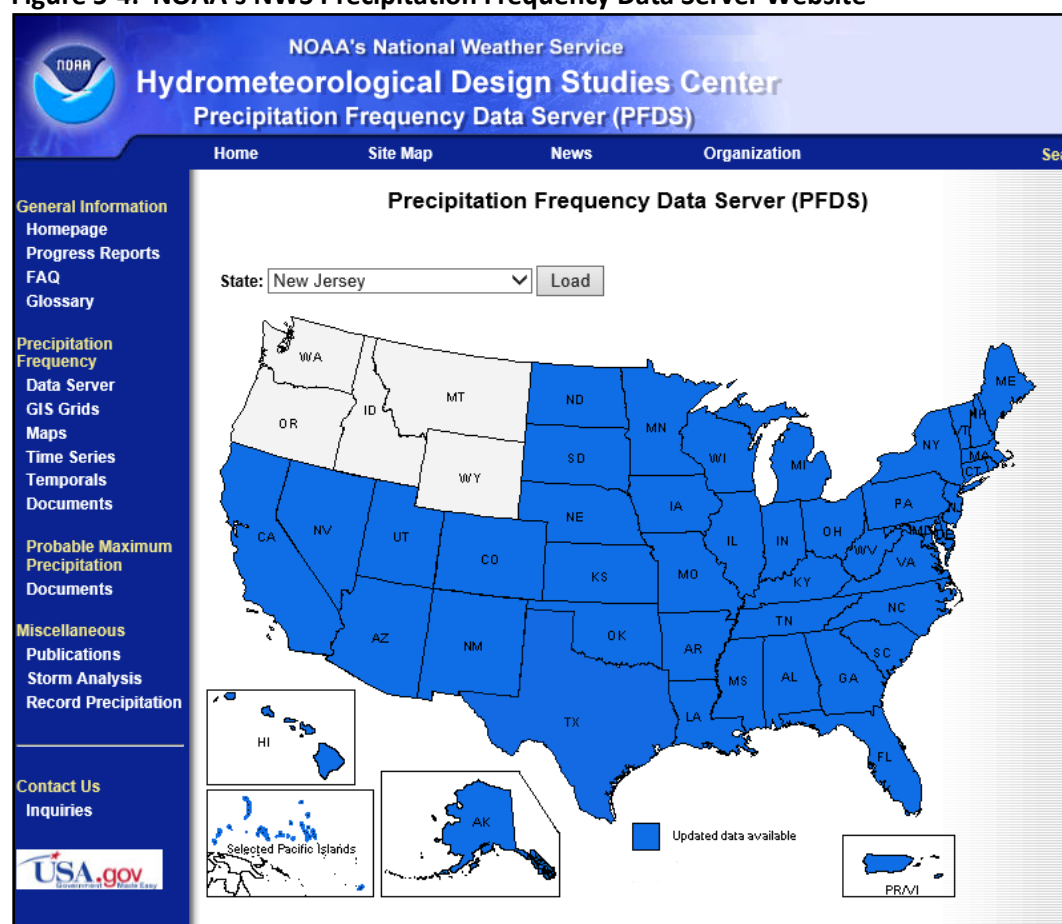 Figure 5-4: NOAA's NWS Precipitation Frequency Data Server Website
NOAA
NOAA's National Weather Service
Hydrometeorological Design Studies Center
Precipitation Frequency Data Server (PFDS)
Home Site Map News Organization
General Information
Homepage
Progress Reports
FAQ
Glossary
Precipitation
Frequency
Data Server
GIS Grids
Maps
Time Series
Temporals
Documents
Probable Maximum
Precipitation
Documents
Miscellaneous
Publications
Storm Analysis
Record Precipitation
Contact Us
Inquiries
USA.gov
Government Made Easy
Precipitation Frequency Data Server (PFDS)
State: New Jersey Load
WA
MT
ND
ME
OR
ID
MN
VT
NH
NY
SD
WI
MI
MA
CT
WY
IA
PA
NJ
NE
OH
CA
NV
UT
IL
IN
MD
DE
WV
VA
CO
KS
MO
KY
NC
TN
AZ
NM
OK
AR
SC
MS
AL
GA
TX
LA
FL
HI
AK
Selected Pacific Islands
Updated data available
PR/VI